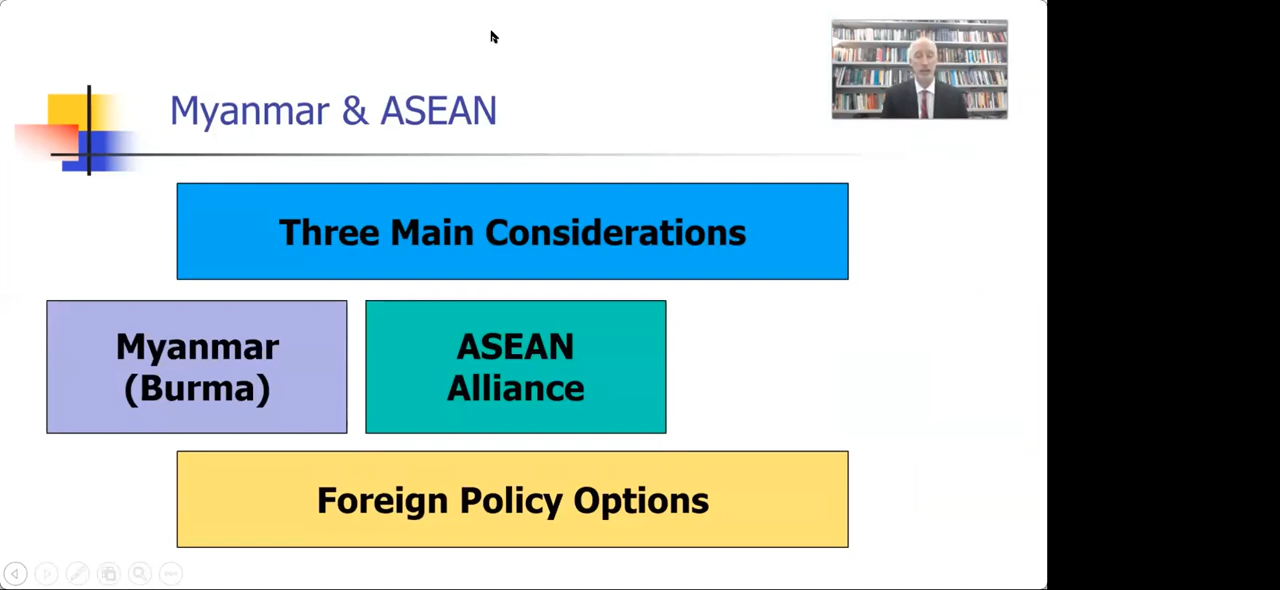 Myanmar & ASEAN
Three Main Considerations
Myanmar
(Burma)
ASEAN
Alliance
Foreign Policy Options